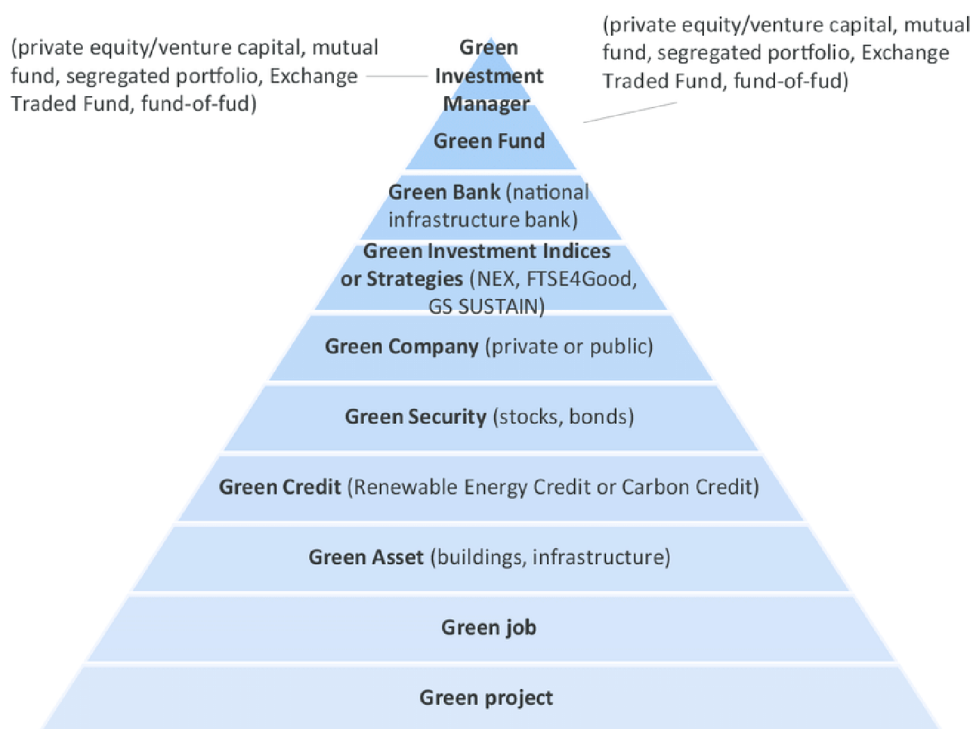 (private equity/venture capital, mutual
fund, segregated portfolio, Exchange
Traded Fund, fund-of-fud)
Green
Investment
Manager
(private equity/venture capital, mutual
fund, segregated portfolio, Exchange
Traded Fund, fund-of-fund)
Green Fund
Green Bank (national
infrastructure bank)
Green Investment Indices
or Strategies (NEX, FTSE4Good,
GS SUSTAIN)
Green Company (private or public)
Green Security (stocks, bonds)
Green Credit (Renewable Energy Credit or Carbon Credit)
Green Asset (buildings, infrastructure)
Green job
Green project